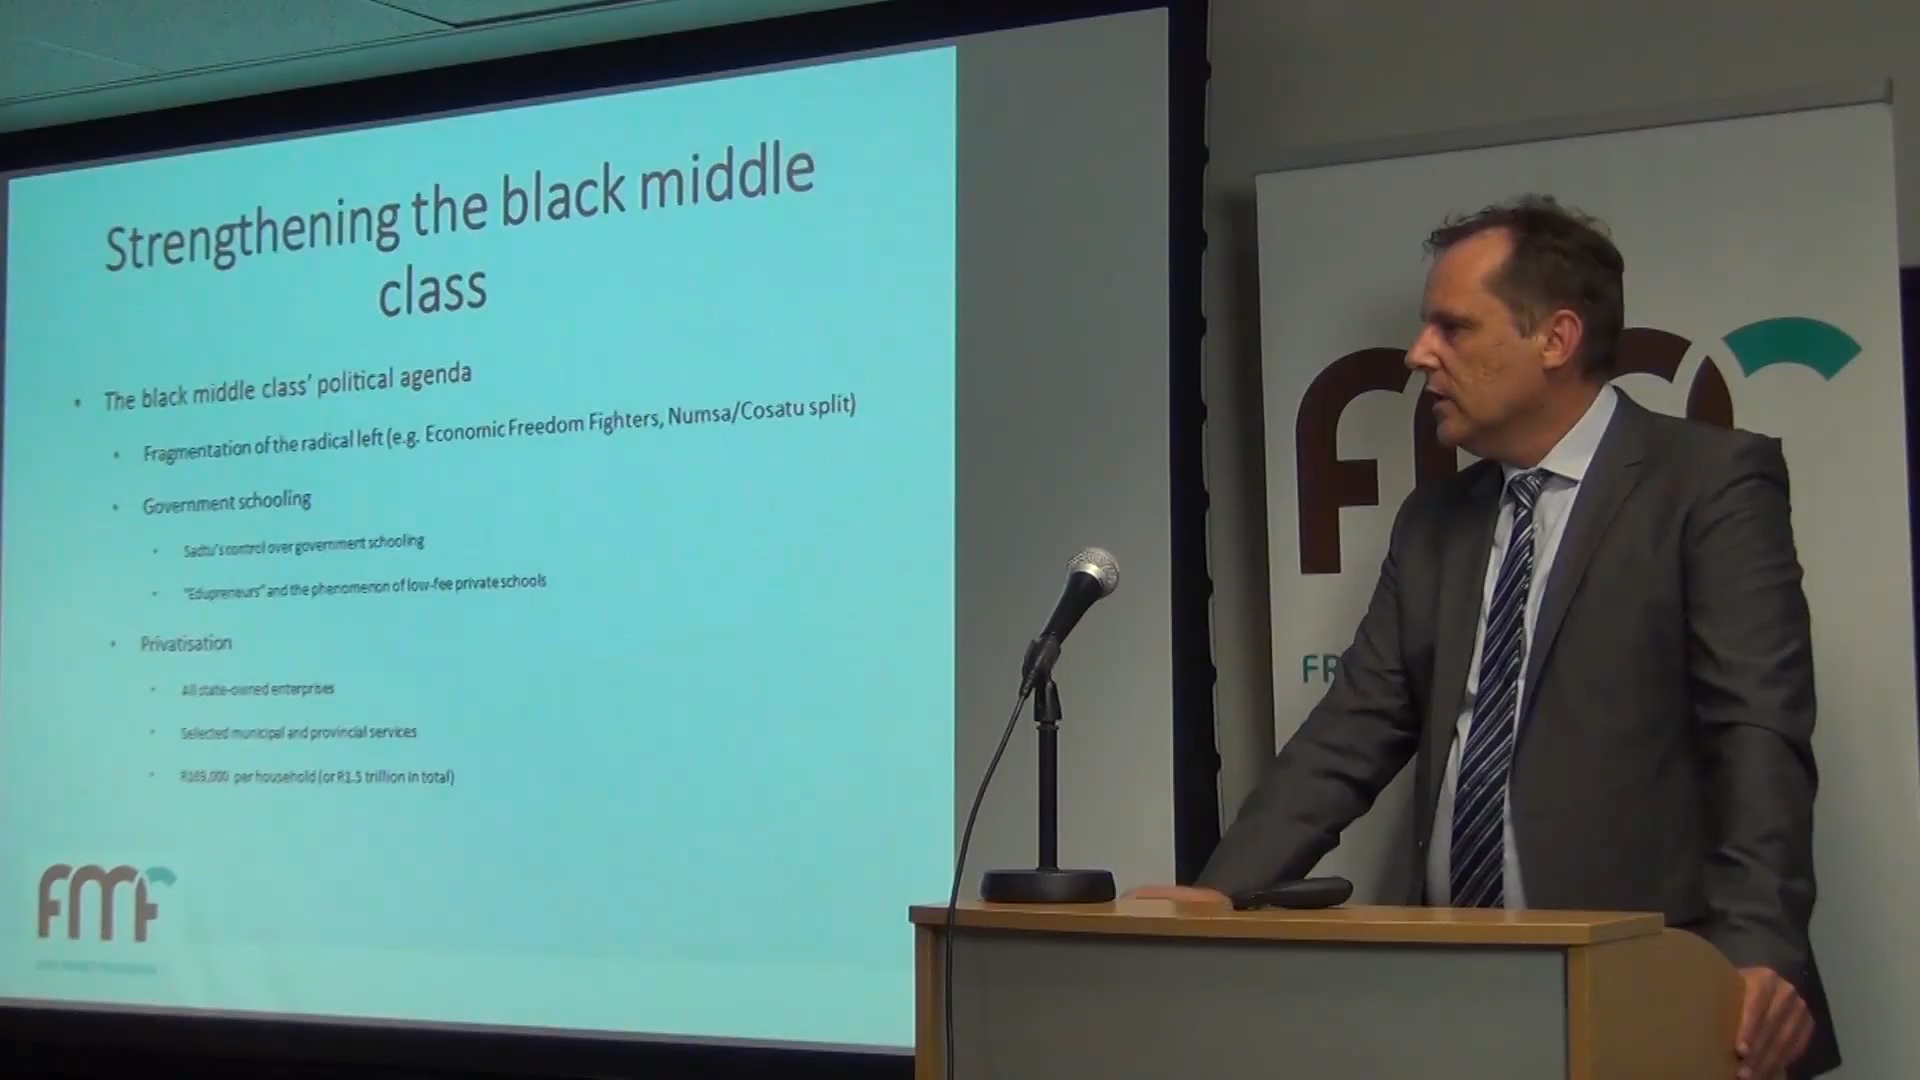 Strengthening the black middle
class
• The black middle class' political agenda
• Fragmentation of the radical left (e.g. Economic Freedom Fighters, Numsa/Cosatu split)
• Government schooling
• Sadtu's control over government schooling
• "Edupreneurs" and the phenomenon of low-fee private schools
• Privatisation
• All state-owned enterprises
• Selected municipal and provincial services
• per household (or R1.5 trillion in total)
FMF
FMF
FR